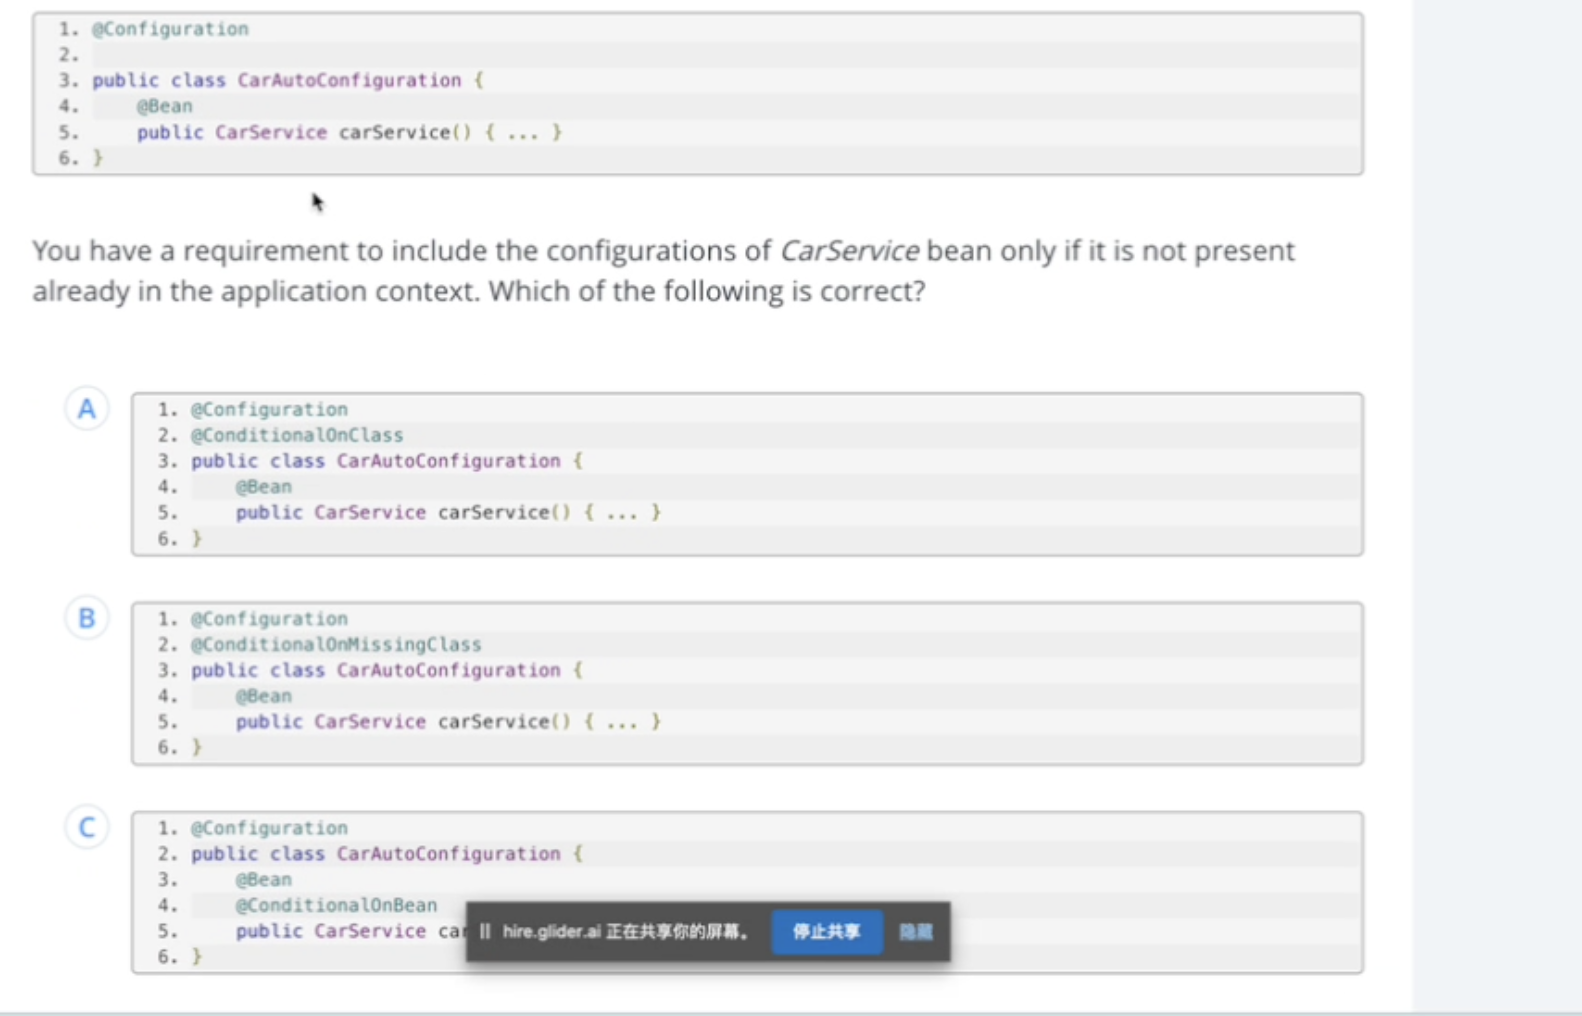 1. @Configuration
2.
3. public class CarAutoConfiguration {
4. @Bean
5. public CarService carService() { ... }
6. }
You have a requirement to include the configurations of CarService bean only if it is not present
already in the application context. Which of the following is correct?
A
1. @Configuration
2. @ConditionalOnClass
3. public class CarAutoConfiguration {
4. @Bean
5. public CarService carService() { ... }
6. }
B
1. @Configuration
2. @ConditionalOnMissingClass
3. public class CarAutoConfiguration {
4. @Bean
5. public CarService carService() { ... }
6. }
C
1. @Configuration
2. public class CarAutoConfiguration {
3. @Bean
4. @ConditionalOnBean
5. public CarService car
6. }
hire.glider.ai 正在共享你的屏幕。 停止共享 隐藏